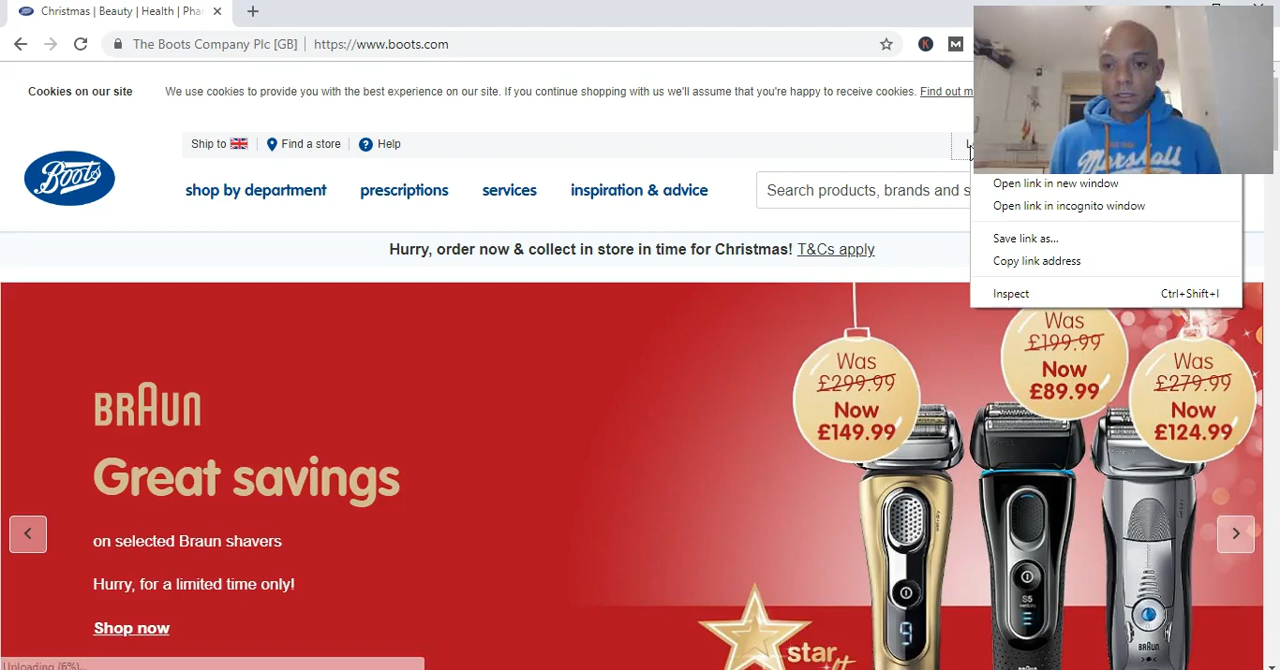 Christmas | Beauty | Health | Pha
The Boots Company Plc [GB] | https://www.boots.com
K
M
Cookies on our site
We use cookies to provide you with the best experience on our site. If you continue shopping with us we'll assume that you're happy to receive cookies. Find out m
Ship to
Find a store
? Help
Boots
shop by department
prescriptions
services
inspiration & advice
Search products, brands and s
Marshall
Open link in new window
Open link in incognito window
Save link as...
Copy link address
Inspect
Ctrl+Shift+I
Hurry, order now & collect in store in time for Christmas! T&Cs apply
BRAUN
Great savings
on selected Braun shavers
Hurry, for a limited time only!
Shop now
Was
£299.99
Now
£149.99
Was
£199.99
Now
£89.99
Was
£279.99
Now
£124.99
9
S5
BRAUN
star
Uploading (6%)...